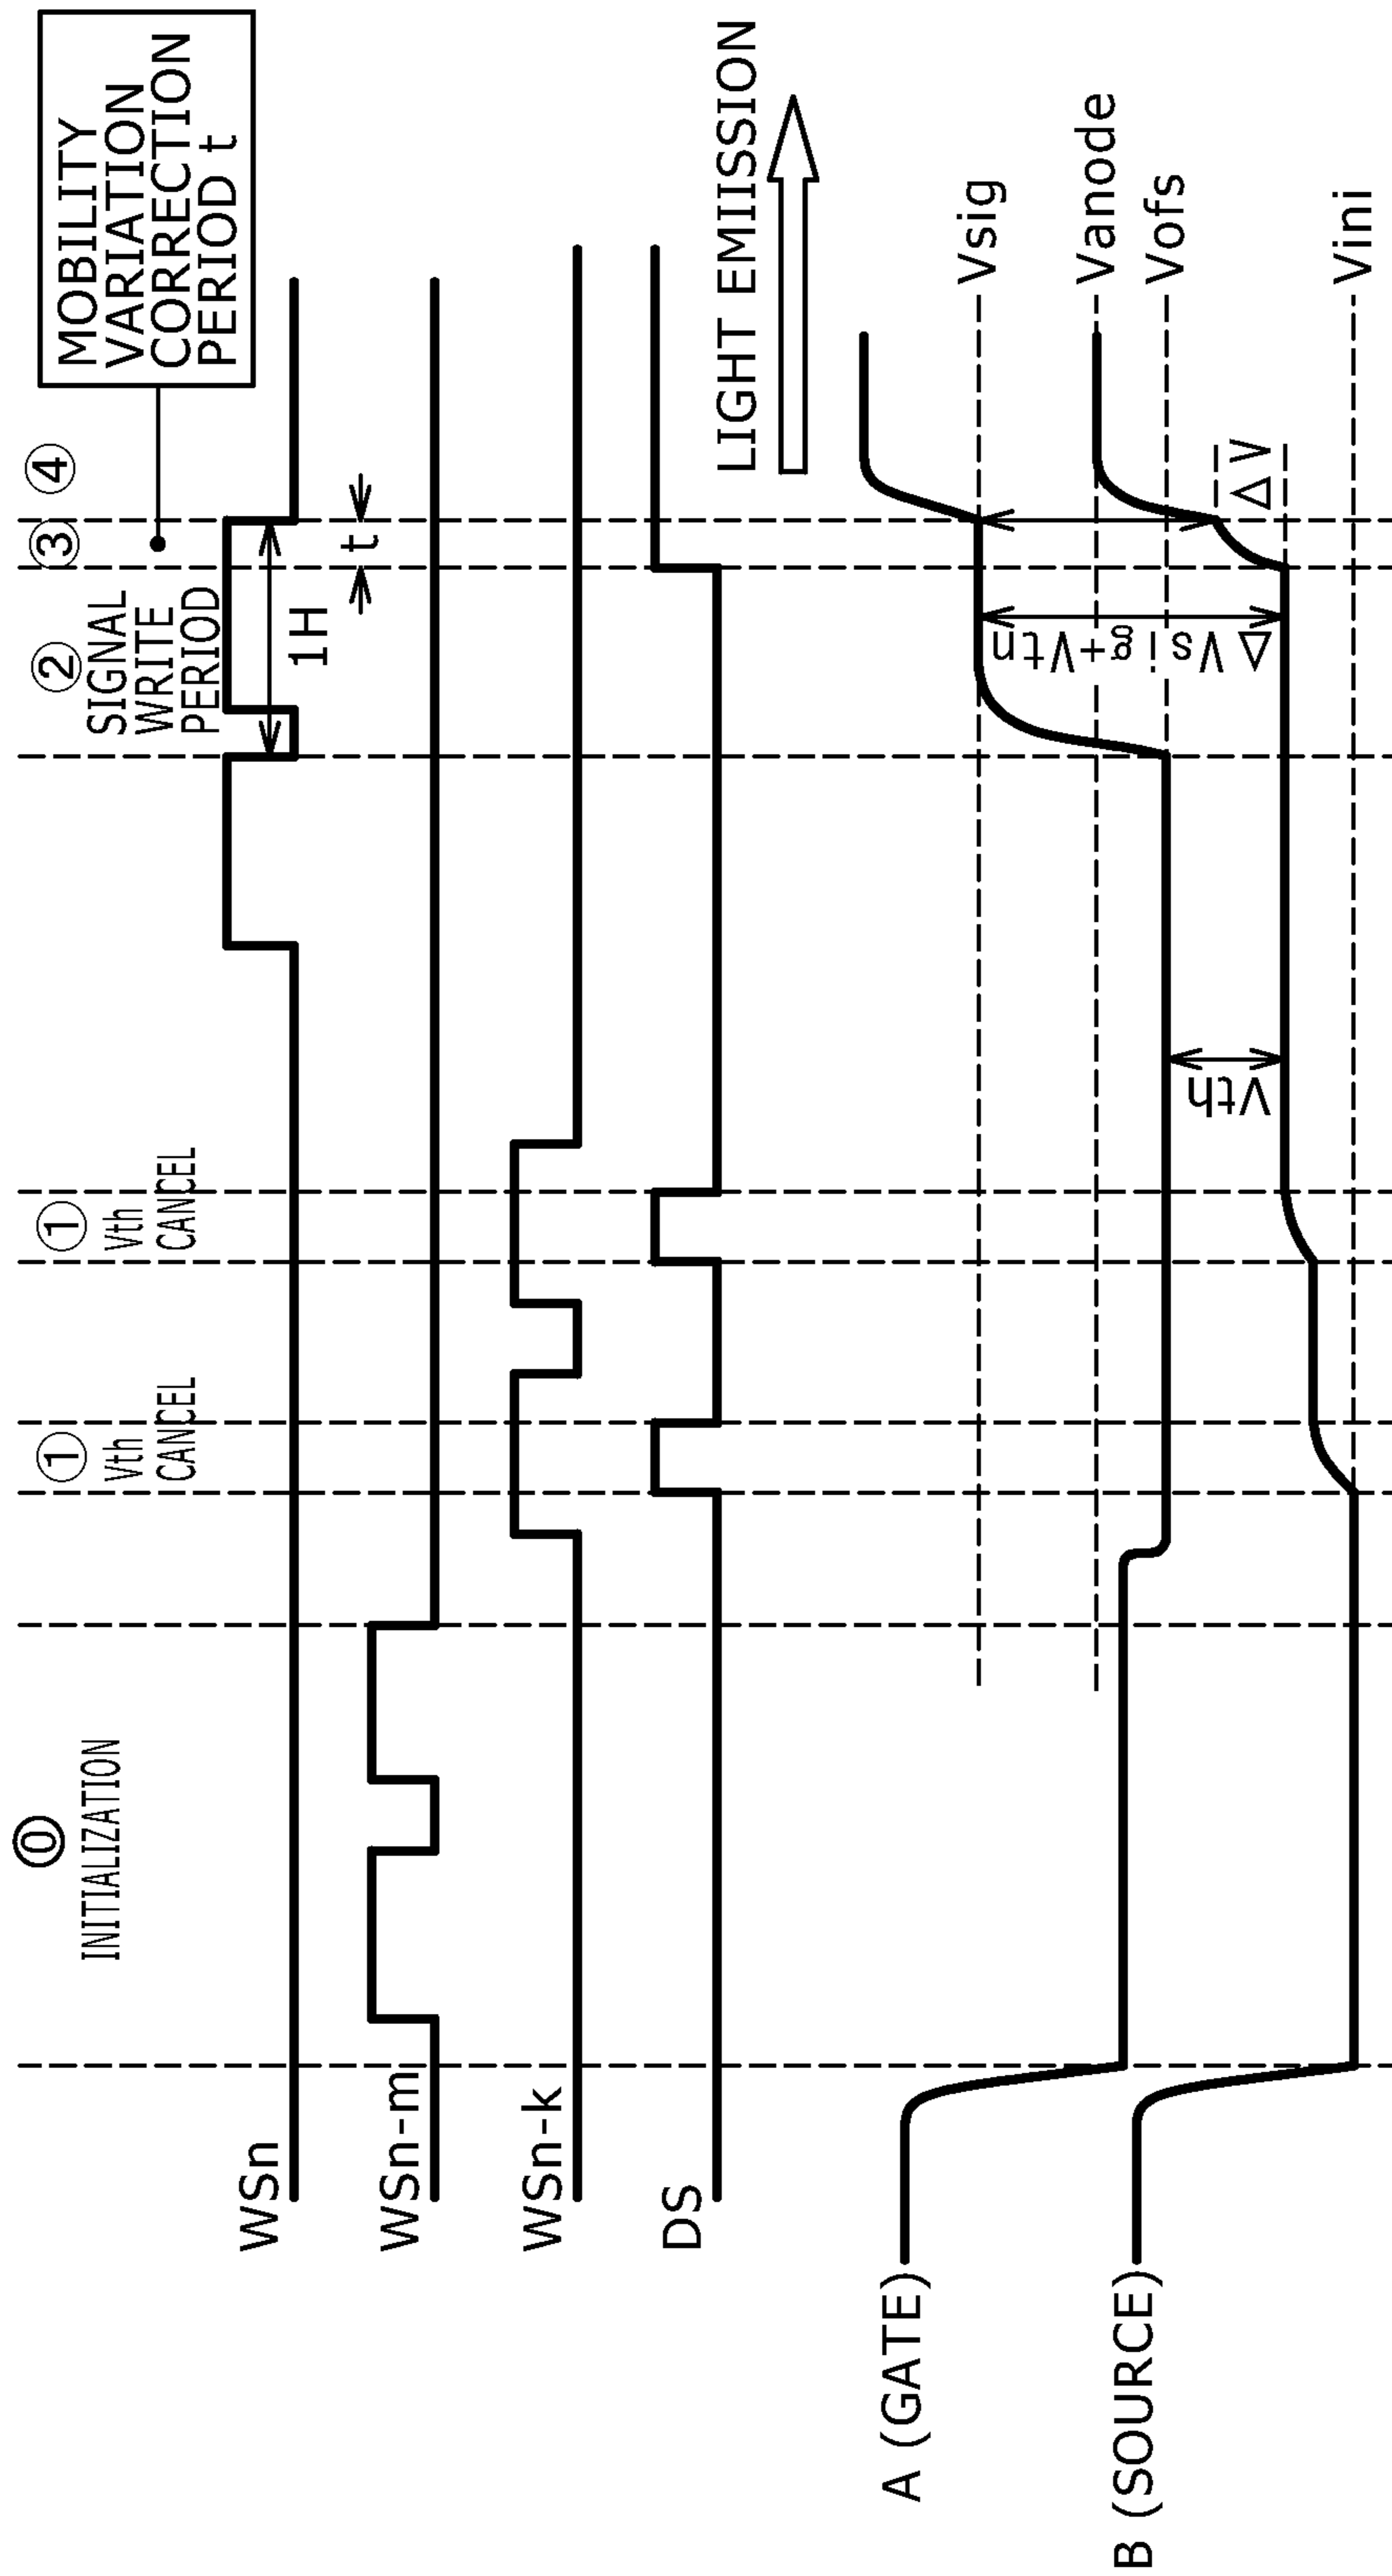 ⓪
INITIALIZATION
①
Vth
CANCEL
①
Vth
CANCEL
②
SIGNAL
WRITE
PERIOD
③
④
MOBILITY
VARIATION
CORRECTION
PERIOD t
WSn
1H
t
WSn-m
WSn-k
DS
LIGHT EMIISSION
A (GATE)
Vsig
Vanode
ΔVsig+Vtn
Vofs
Vth
ΔV
B (SOURCE)
Vini